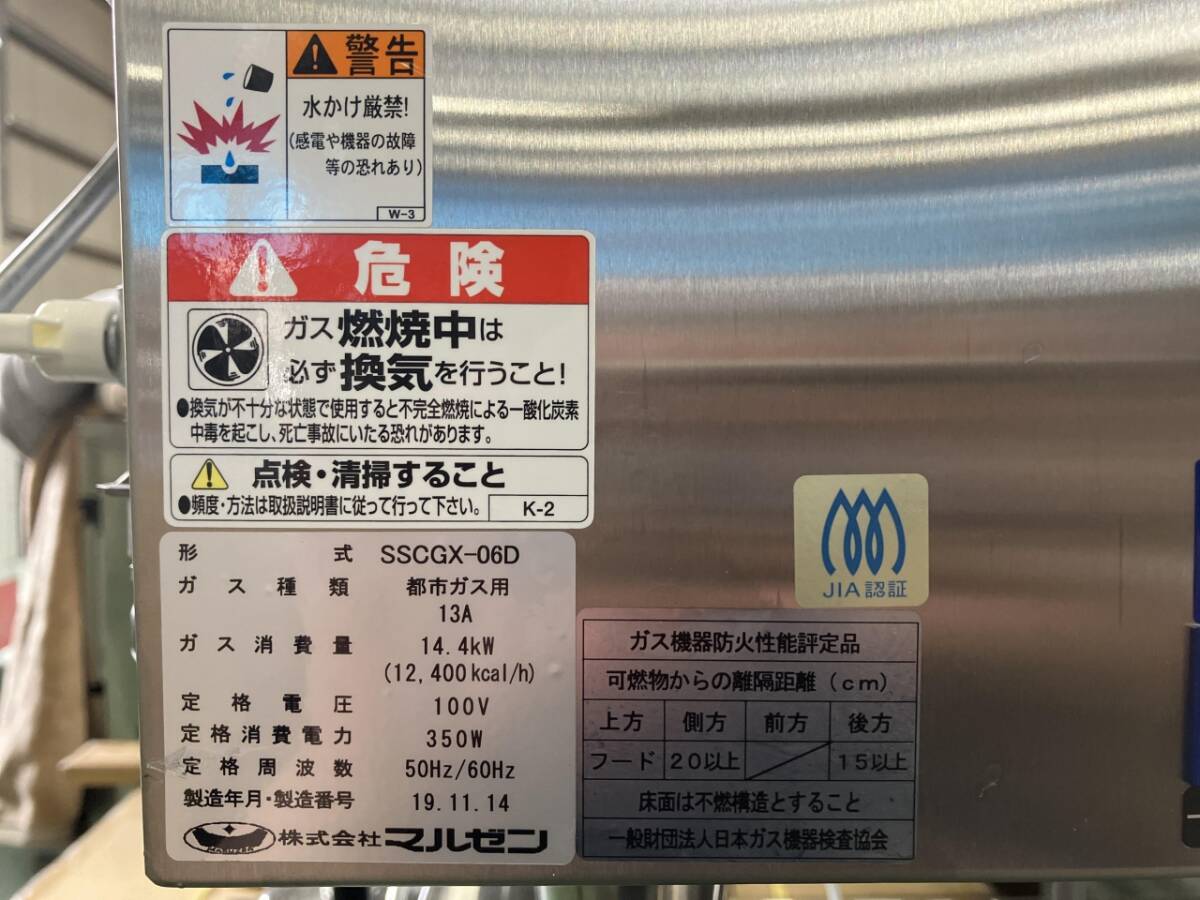 警告
水かけ厳禁!
(感電や機器の故障
等の恐れあり)
W-3
危険
ガス燃焼中は
必ず換気を行うこと!
●換気が不十分な状態で使用すると不完全燃焼による一酸化炭素
中毒を起こし、死亡事故にいたる恐れがあります。
点検・清掃すること
●頻度・方法は取扱説明書に従って行って下さい。
K-2
形式 SSCGX-06D
ガス種類 都市ガス用
13A
ガス消費量 14.4kW
(12,400kcal/h)
定格電圧 100V
定格消費電力 350W
定格周波数 50Hz/60Hz
製造年月・製造番号 19.11.14
MARUZEN 株式会社マルゼン
JIA認証
ガス機器防火性能評定品
可燃物からの離隔距離(cm)
上方 側方 前方 後方
フード 20以上 15以上
床面は不燃構造とすること
一般財団法人日本ガス機器検査協会